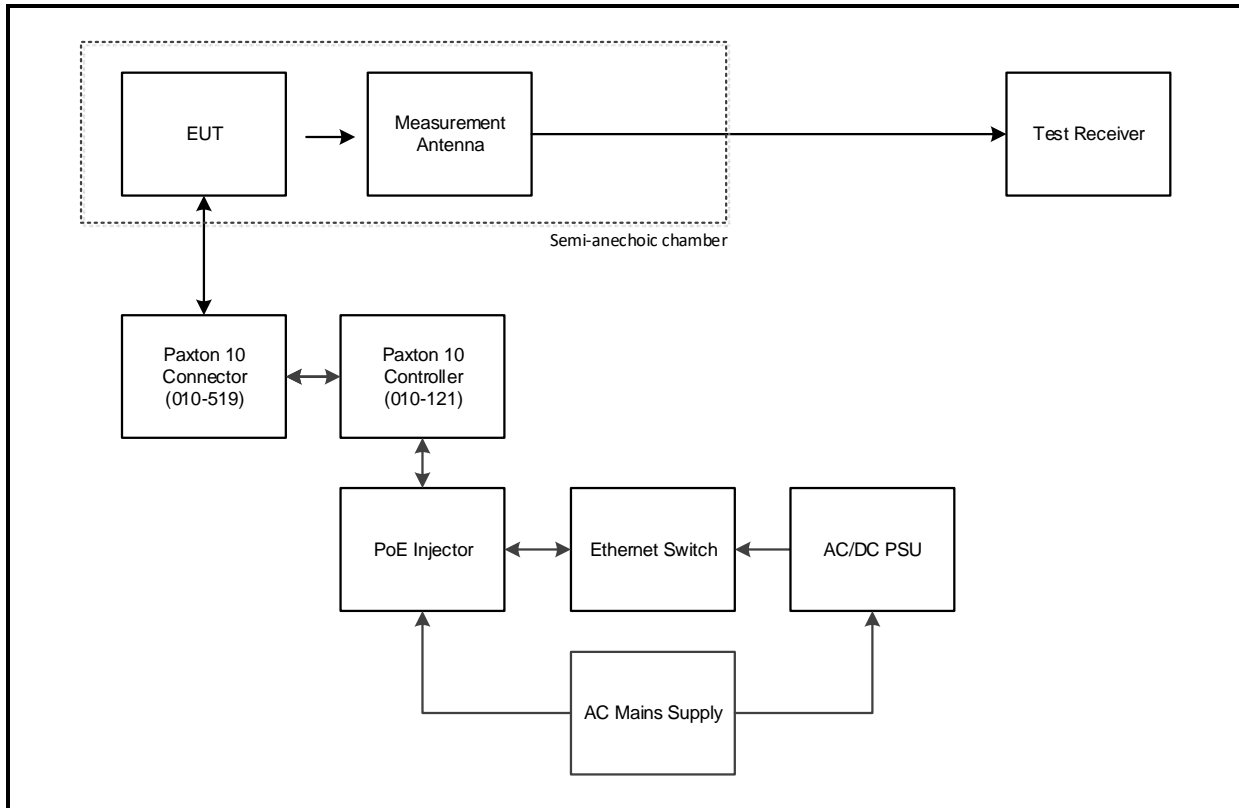 EUT
Measurement
Antenna
Test Receiver
Semi-anechoic chamber
Paxton 10
Connector
(010-519)
Paxton 10
Controller
(010-121)
PoE Injector
Ethernet Switch
AC/DC PSU
AC Mains Supply